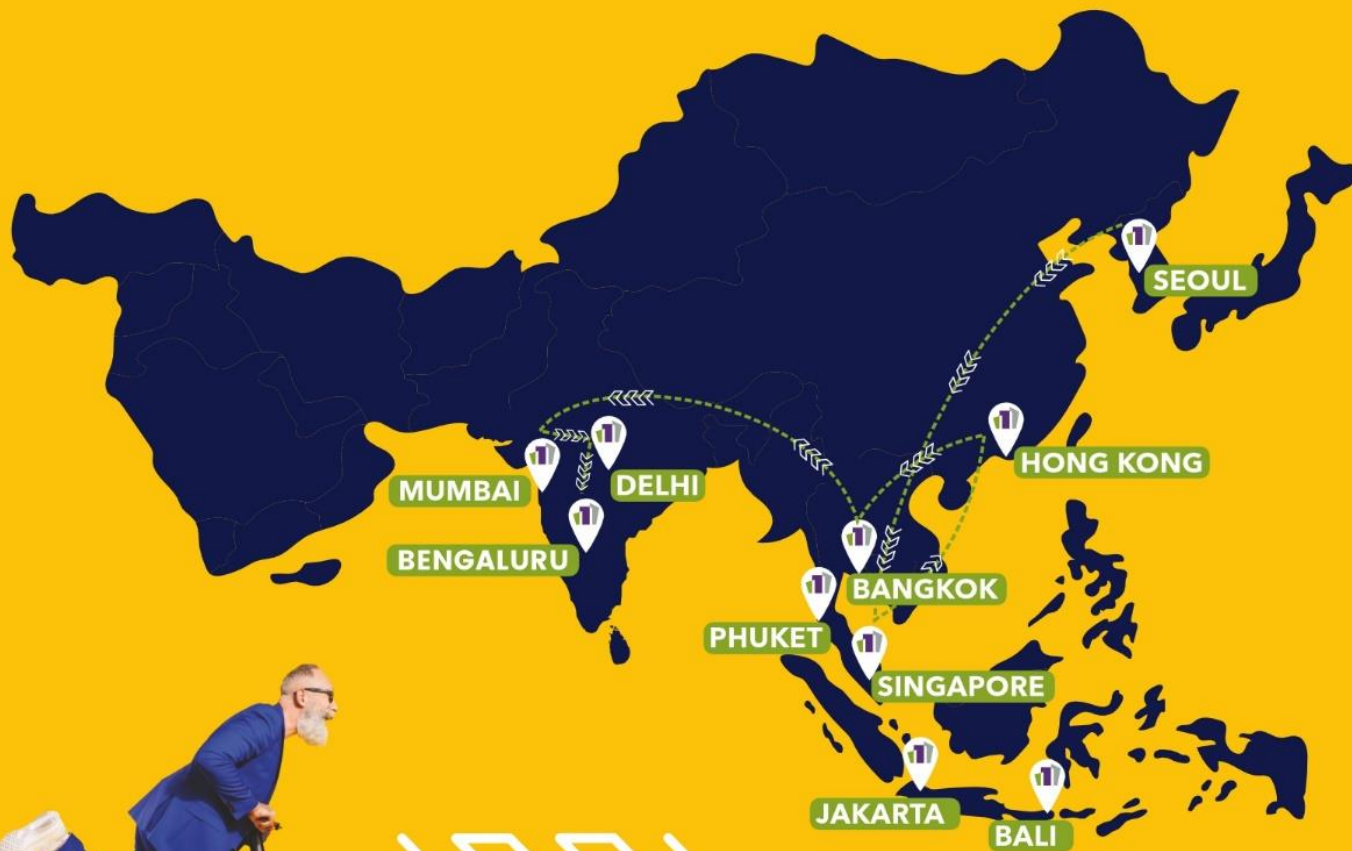 SEOUL
HONG KONG
MUMBAI
DELHI
BENGALURU
BANGKOK
PHUKET
SINGAPORE
JAKARTA
BALI